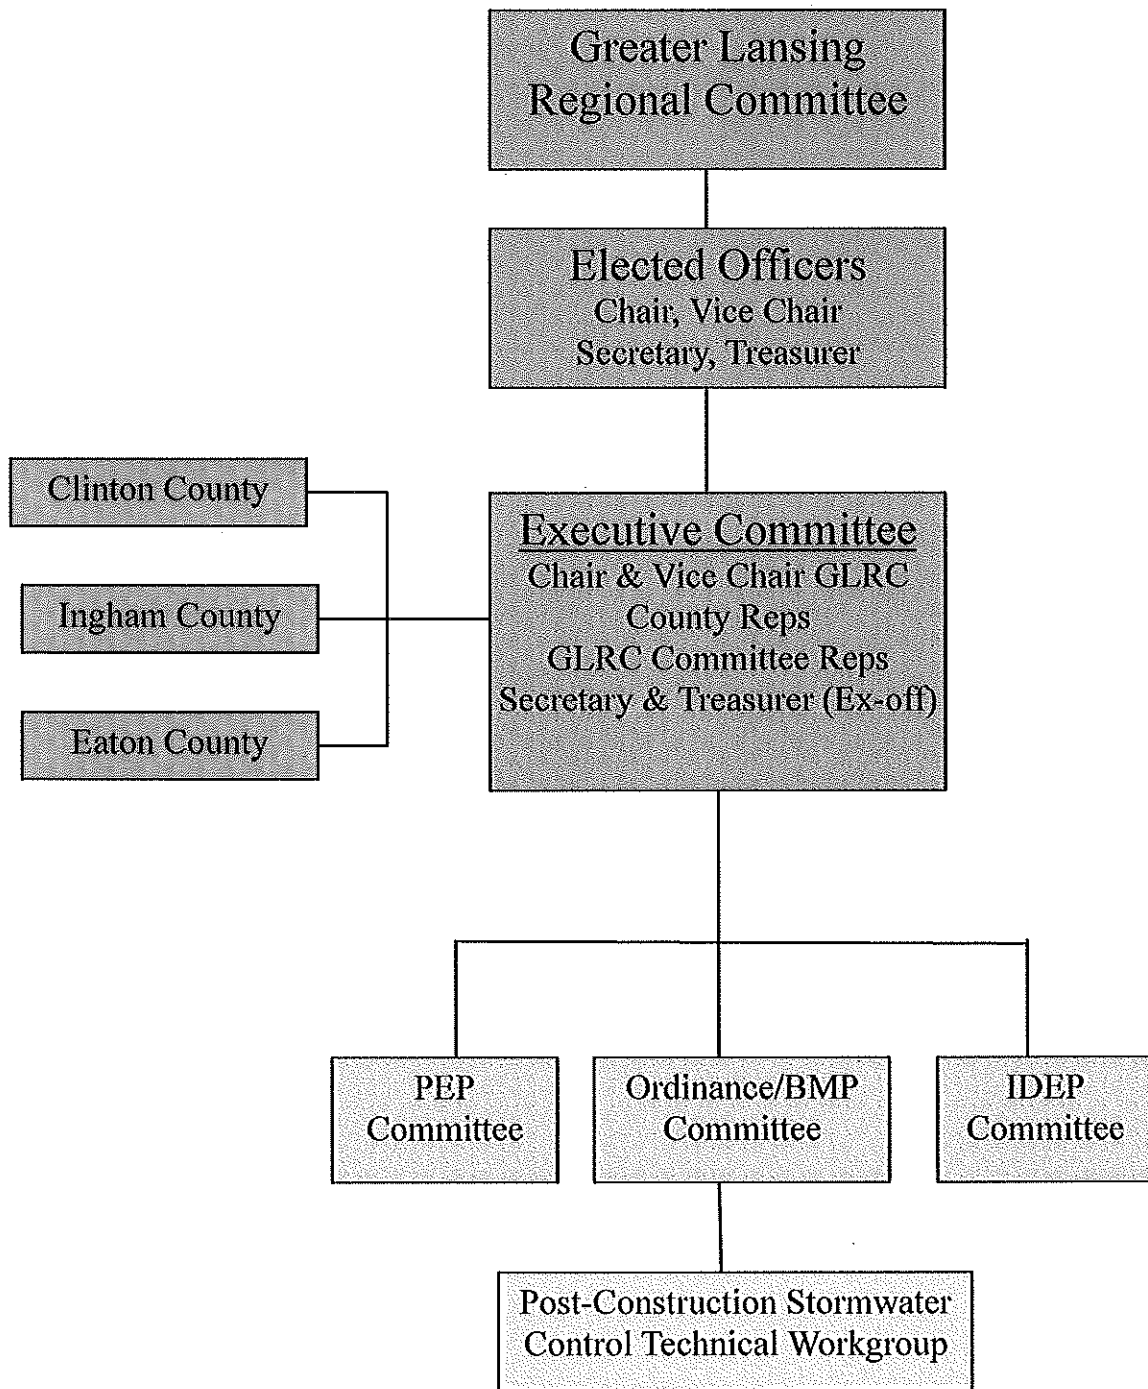 Greater Lansing
Regional Committee
Elected Officers
Chair, Vice Chair
Secretary, Treasurer
Clinton County
Ingham County
Eaton County
Executive Committee
Chair & Vice Chair GLRC
County Reps
GLRC Committee Reps
Secretary & Treasurer (Ex-off)
PEP
Committee
Ordinance/BMP
Committee
IDEP
Committee
Post-Construction Stormwater
Control Technical Workgroup